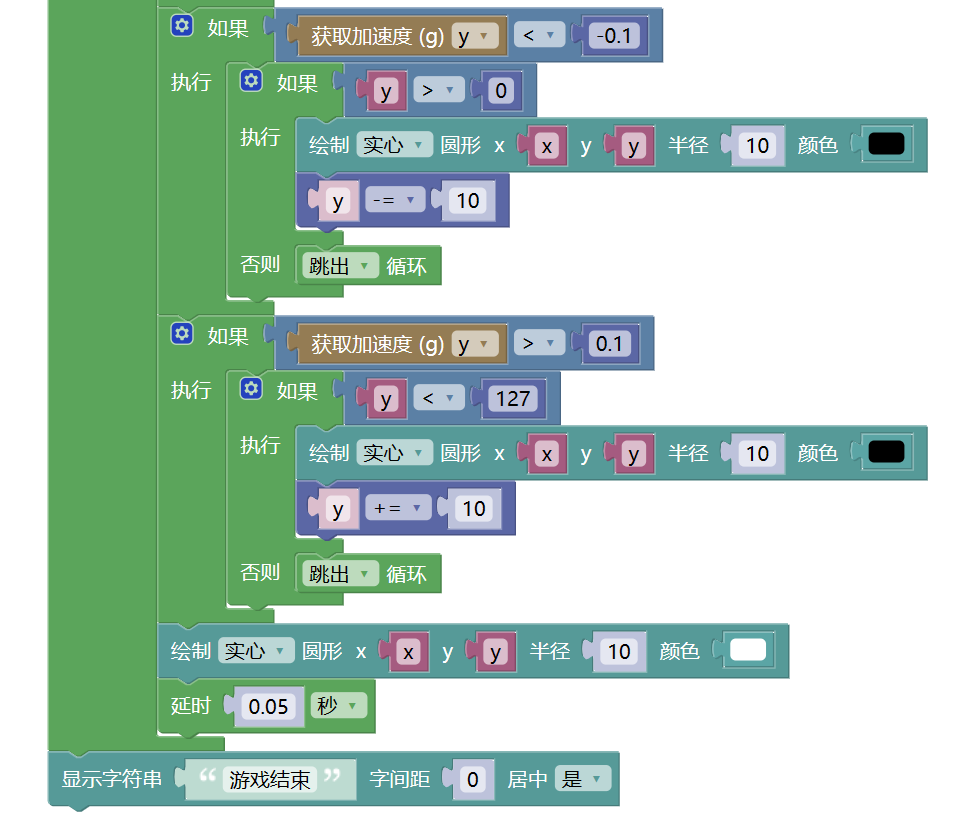 如果 获取加速度 (g) y < -0.1
执行 如果 y > 0
执行 绘制 实心 圆形 x x y y 半径 10 颜色
y -= 10
否则 跳出 循环
如果 获取加速度 (g) y > 0.1
执行 如果 y < 127
执行 绘制 实心 圆形 x x y y 半径 10 颜色
y += 10
否则 跳出 循环
绘制 实心 圆形 x x y y 半径 10 颜色
延时 0.05 秒
显示字符串 “ 游戏结束 ” 字间距 0 居中 是